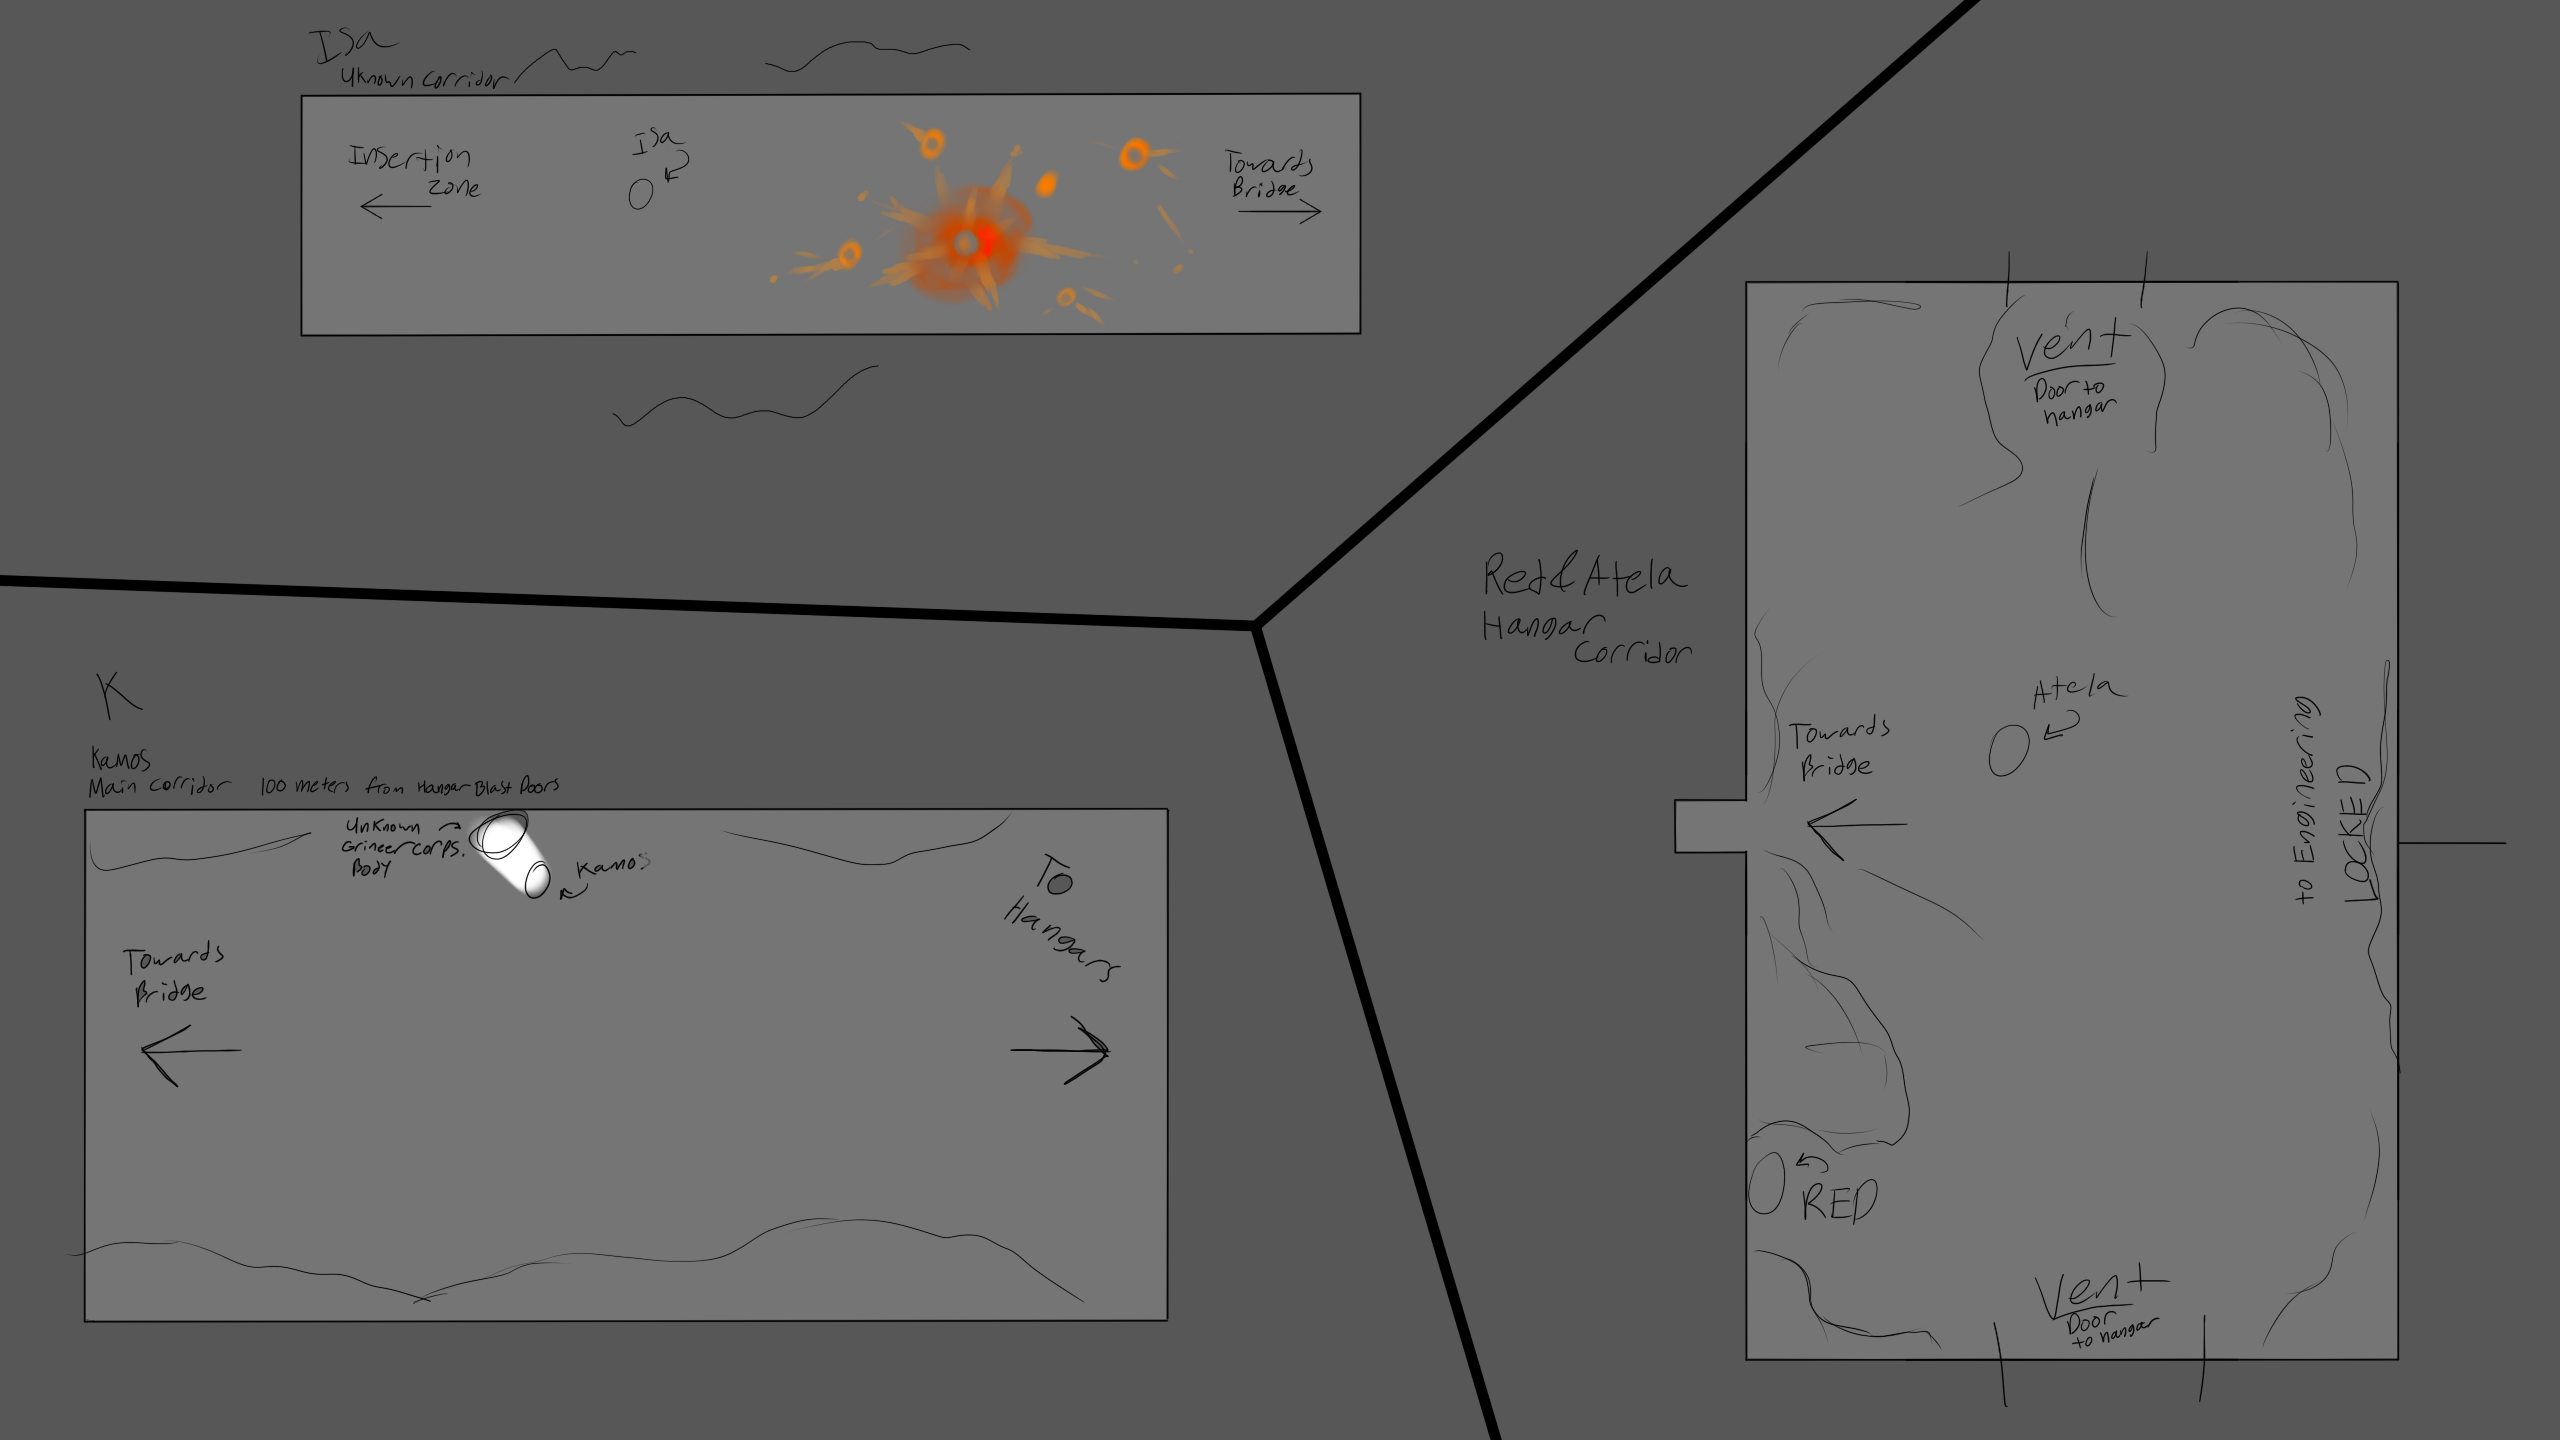 Isa
Uknown Corridor
Insertion
Zone
Isa
Towards
Bridge
K
Kamos
Main Corridor 100 meters from Hangar Blast Doors
Unknown
Grineer corps.
Body
Kamos
To
Hangars
Towards
Bridge
Red & Atela
Hangar
Corridor
Vent
Door to
hangar
Atela
Towards
Bridge
to Engineering
LOCKED
RED
Vent
Door
to hangar